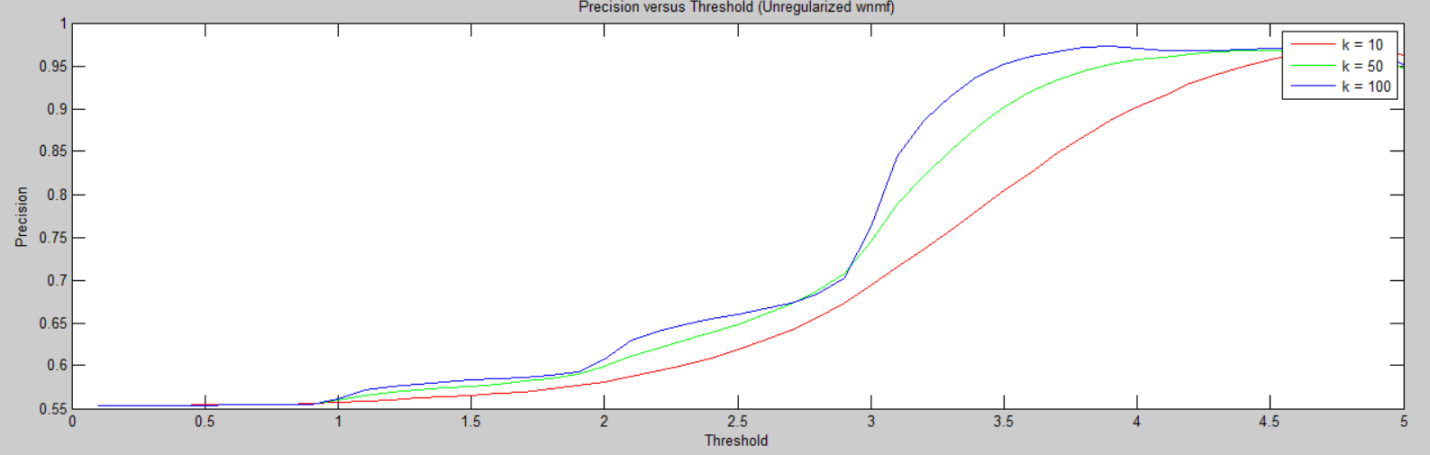 Precision versus Threshold (Unregularized wnmf)
1
0.95
0.9
0.85
0.8
0.75
0.7
0.65
0.6
0.55
Precision
k = 10
k = 50
k = 100
0 0.5 1 1.5 2 2.5 3 3.5 4 4.5 5
Threshold